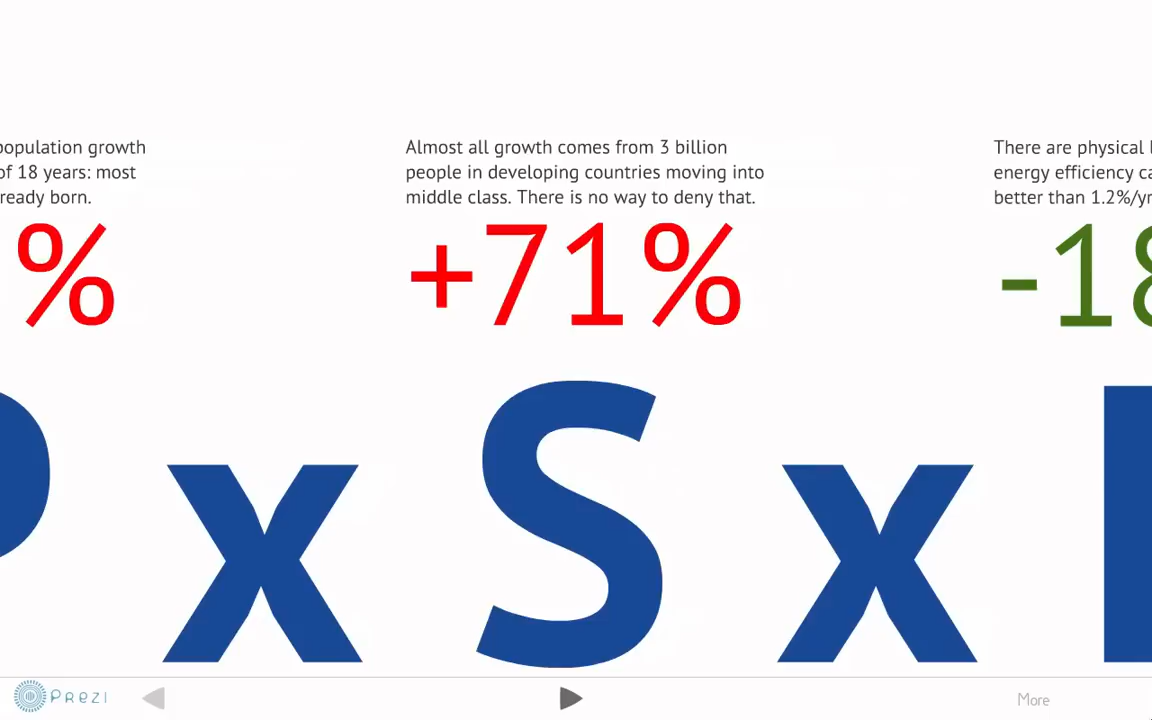 population growth
of 18 years: most
ready born.
%
Almost all growth comes from 3 billion
people in developing countries moving into
middle class. There is no way to deny that.
+71%
There are physical
energy efficiency ca
better than 1.2%/yr
-18
P x S x
Prezi
More